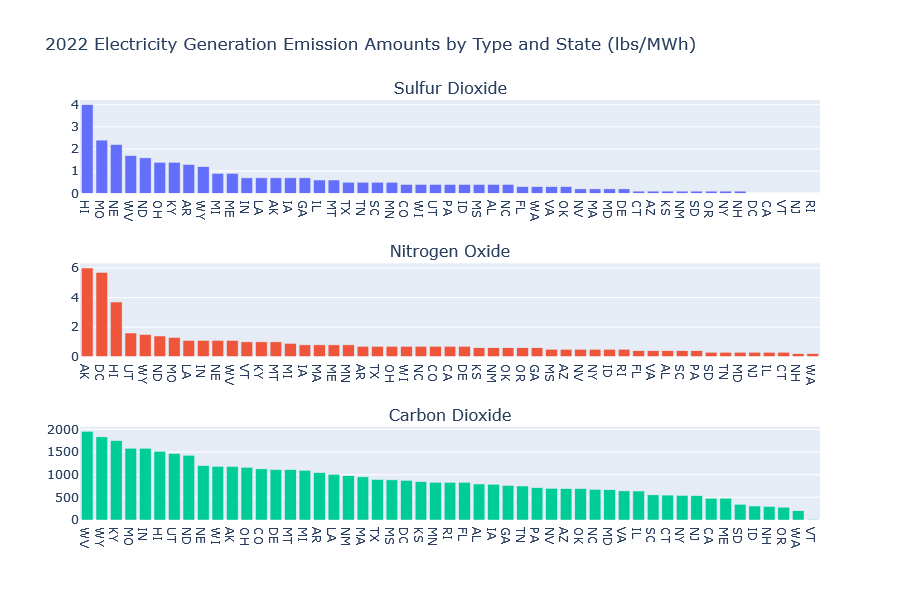 2022 Electricity Generation Emission Amounts by Type and State (lbs/MWh)
Sulfur Dioxide
4
3
2
1
0
HI MO NE WV ND OH KY AR WY MI ME IN LA AK IA GA IL MT TX TN SC MN CO WI UT PA ID MS AL NC FL WA VA OK NV MA MD DE CT AZ KS NM SD OR NY NH DC CA VT NJ RI
Nitrogen Oxide
6
4
2
0
AK DC HI UT WY ND MO LA IN NE WV VT KY MT MI IA MA ME MN AR TX OH WI NC CO CA DE KS NM OK OR GA MS AZ NV NY ID RI FL VA AL SC PA SD TN MD NJ IL CT NH WA
Carbon Dioxide
2000
1500
1000
500
0
WV WY KY MO IN HI UT ND NE WI AK OH CO DE MT MI AR LA NM MA TX MS DC KS MN RI FL AL IA GA TN PA NV AZ OK NC MD VA IL SC CT NY NJ CA ME SD ID NH OR WA VT